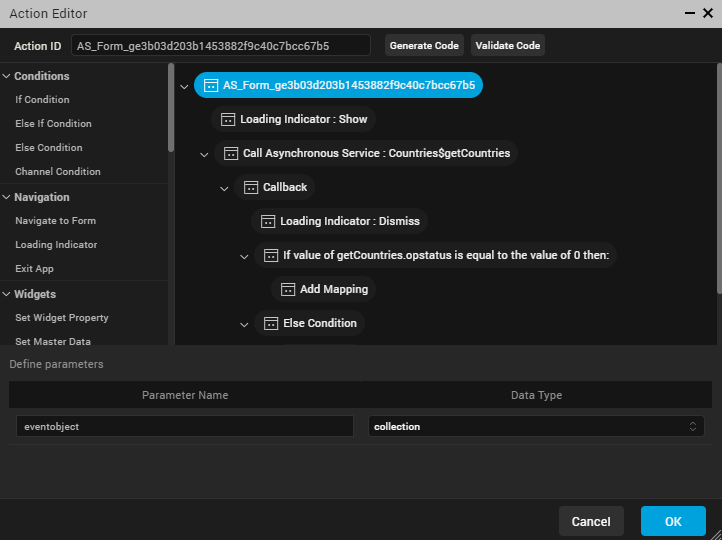 Action Editor
Action ID
AS_Form_ge3b03d203b1453882f9c40c7bcc67b5
Generate Code
Validate Code
Conditions
If Condition
Else If Condition
Else Condition
Channel Condition
Navigation
Navigate to Form
Loading Indicator
Exit App
Widgets
Set Widget Property
Set Master Data
AS_Form_ge3b03d203b1453882f9c40c7bcc67b5
Loading Indicator : Show
Call Asynchronous Service : Countries$getCountries
Callback
Loading Indicator : Dismiss
If value of getCountries.opstatus is equal to the value of 0 then:
Add Mapping
Else Condition
Define parameters
Parameter Name
Data Type
eventobject
collection
Cancel
OK